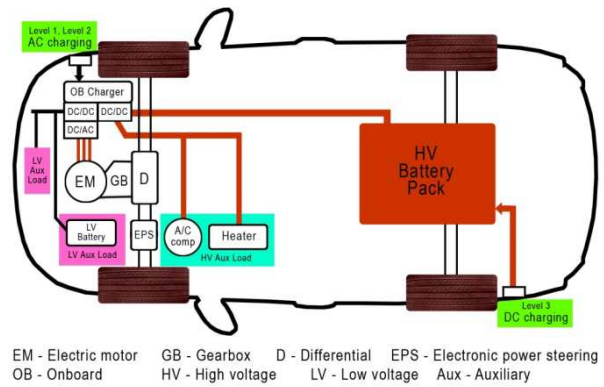 Level 1, Level 2
AC charging
OB Charger
DC/DC DC/DC
DC/AC
LV
Aux
Load
EM
GB
D
HV
Battery
Pack
LV
Battery
LV Aux Load
EPS
A/C
comp
Heater
HV Aux Load
Level 3
DC charging
EM - Electric motor GB - Gearbox D - Differential EPS - Electronic power steering
OB - Onboard HV - High voltage LV - Low voltage Aux - Auxiliary